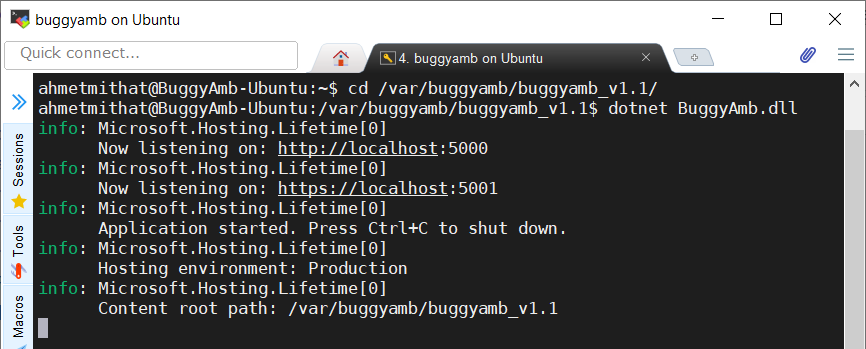 buggyamb on Ubuntu
Quick connect...
4. buggyamb on Ubuntu
Sessions
Tools
Macros
ahmetmithat@BuggyAmb-Ubuntu:~$ cd /var/buggyamb/buggyamb_v1.1/
ahmetmithat@BuggyAmb-Ubuntu:/var/buggyamb/buggyamb_v1.1$ dotnet BuggyAmb.dll
info: Microsoft.Hosting.Lifetime[0]
Now listening on: http://localhost:5000
info: Microsoft.Hosting.Lifetime[0]
Now listening on: https://localhost:5001
info: Microsoft.Hosting.Lifetime[0]
Application started. Press Ctrl+C to shut down.
info: Microsoft.Hosting.Lifetime[0]
Hosting environment: Production
info: Microsoft.Hosting.Lifetime[0]
Content root path: /var/buggyamb/buggyamb_v1.1